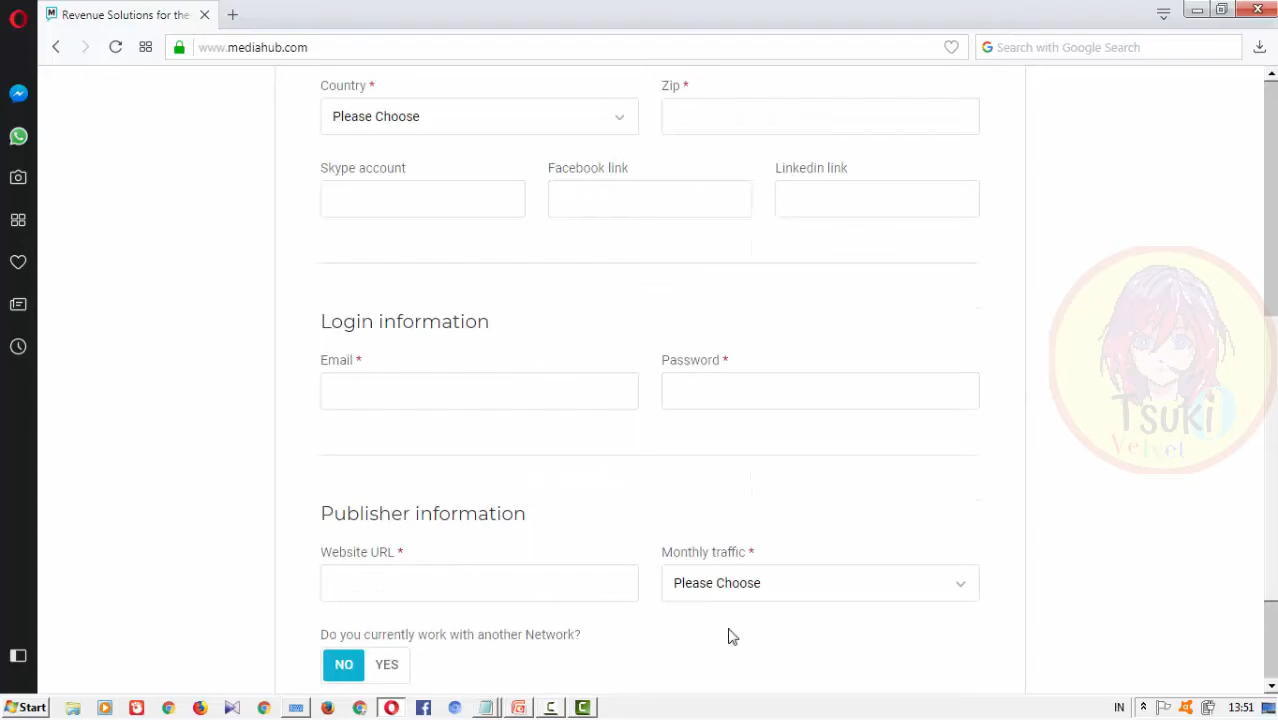 Revenue Solutions for the
www.mediahub.com
Search with Google Search
Country *
Zip *
Please Choose
Skype account
Facebook link
Linkedin link
Login information
Email *
Password *
Tsuki
Velvet
Publisher information
Website URL *
Monthly traffic *
Please Choose
Do you currently work with another Network?
NO YES
Start
IN
13:51